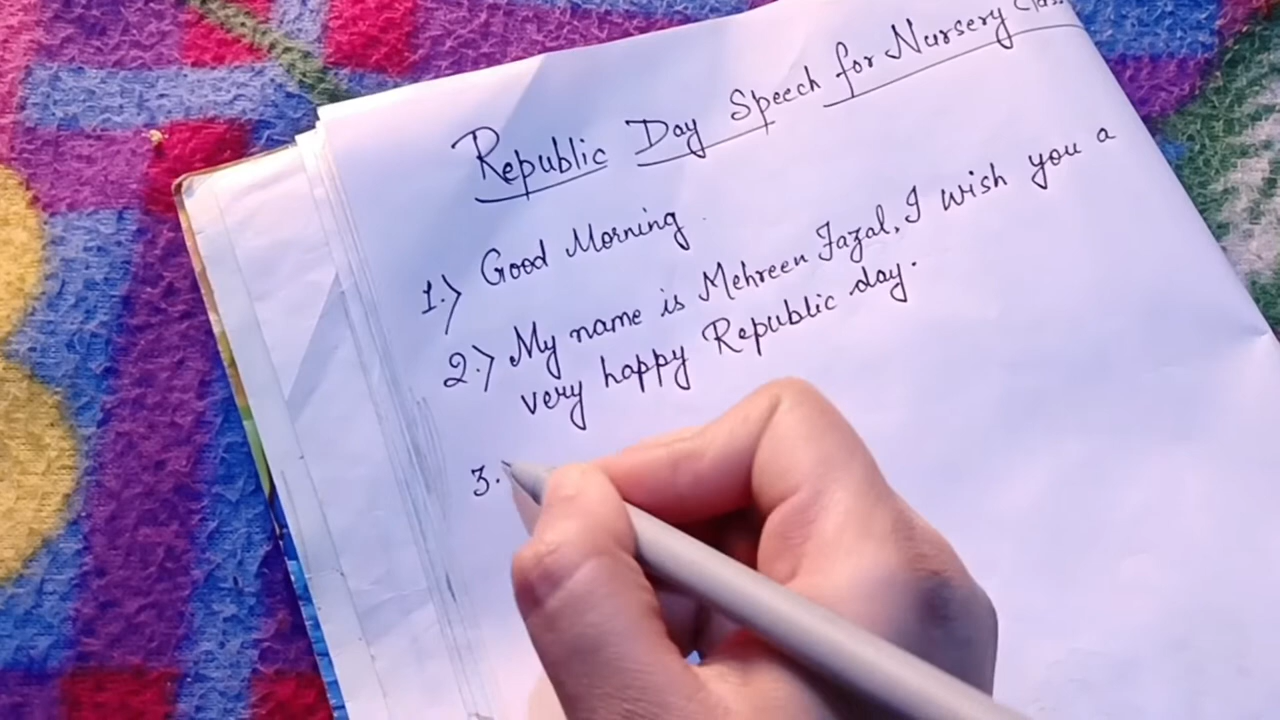 Republic Day Speech for Nursery Class
1.) Good Morning.
2.) My name is Mehreen Fazal, I wish you a
very happy Republic day.
3.